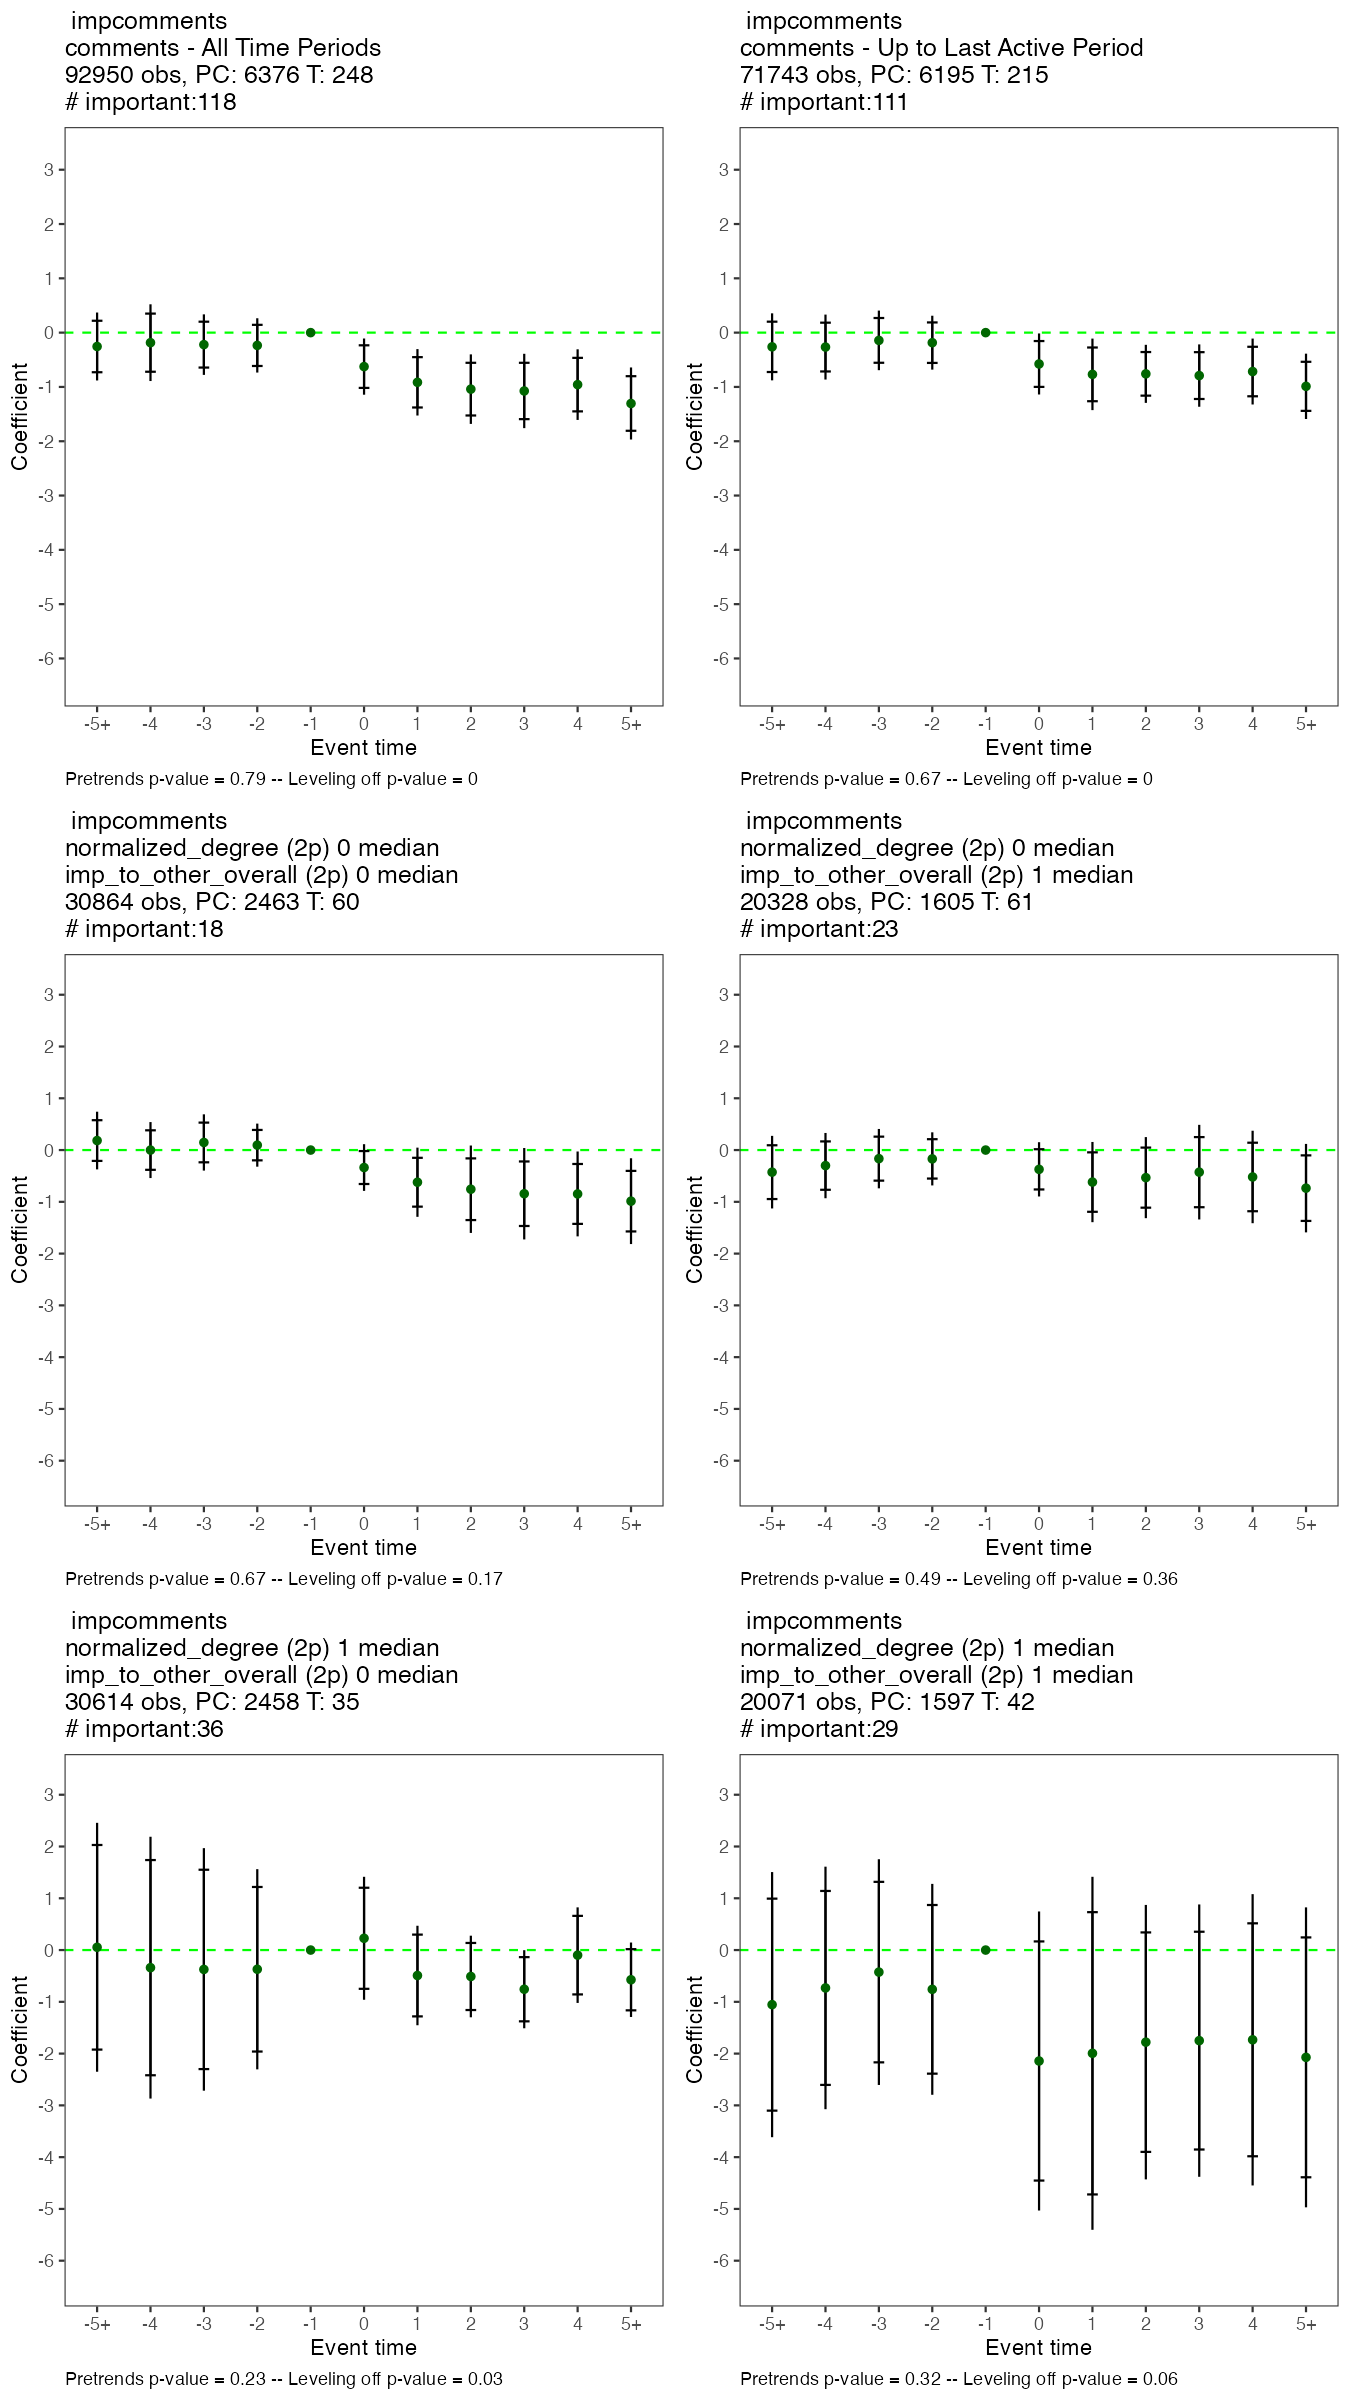 impcomments
comments - All Time Periods
92950 obs, PC: 6376 T: 248
# important:118
3
2
1
0
-1
-2
-3
-4
-5
-6
Coefficient
-5+ -4 -3 -2 -1 0 1 2 3 4 5+
Event time
Pretrends p-value = 0.79 -- Leveling off p-value = 0
impcomments
comments - Up to Last Active Period
71743 obs, PC: 6195 T: 215
# important:111
3
2
1
0
-1
-2
-3
-4
-5
-6
Coefficient
-5+ -4 -3 -2 -1 0 1 2 3 4 5+
Event time
Pretrends p-value = 0.67 -- Leveling off p-value = 0
impcomments
normalized_degree (2p) 0 median
imp_to_other_overall (2p) 0 median
30864 obs, PC: 2463 T: 60
# important:18
3
2
1
0
-1
-2
-3
-4
-5
-6
Coefficient
-5+ -4 -3 -2 -1 0 1 2 3 4 5+
Event time
Pretrends p-value = 0.67 -- Leveling off p-value = 0.17
impcomments
normalized_degree (2p) 0 median
imp_to_other_overall (2p) 1 median
20328 obs, PC: 1605 T: 61
# important:23
3
2
1
0
-1
-2
-3
-4
-5
-6
Coefficient
-5+ -4 -3 -2 -1 0 1 2 3 4 5+
Event time
Pretrends p-value = 0.49 -- Leveling off p-value = 0.36
impcomments
normalized_degree (2p) 1 median
imp_to_other_overall (2p) 0 median
30614 obs, PC: 2458 T: 35
# important:36
3
2
1
0
-1
-2
-3
-4
-5
-6
Coefficient
-5+ -4 -3 -2 -1 0 1 2 3 4 5+
Event time
Pretrends p-value = 0.23 -- Leveling off p-value = 0.03
impcomments
normalized_degree (2p) 1 median
imp_to_other_overall (2p) 1 median
20071 obs, PC: 1597 T: 42
# important:29
3
2
1
0
-1
-2
-3
-4
-5
-6
Coefficient
-5+ -4 -3 -2 -1 0 1 2 3 4 5+
Event time
Pretrends p-value = 0.32 -- Leveling off p-value = 0.06